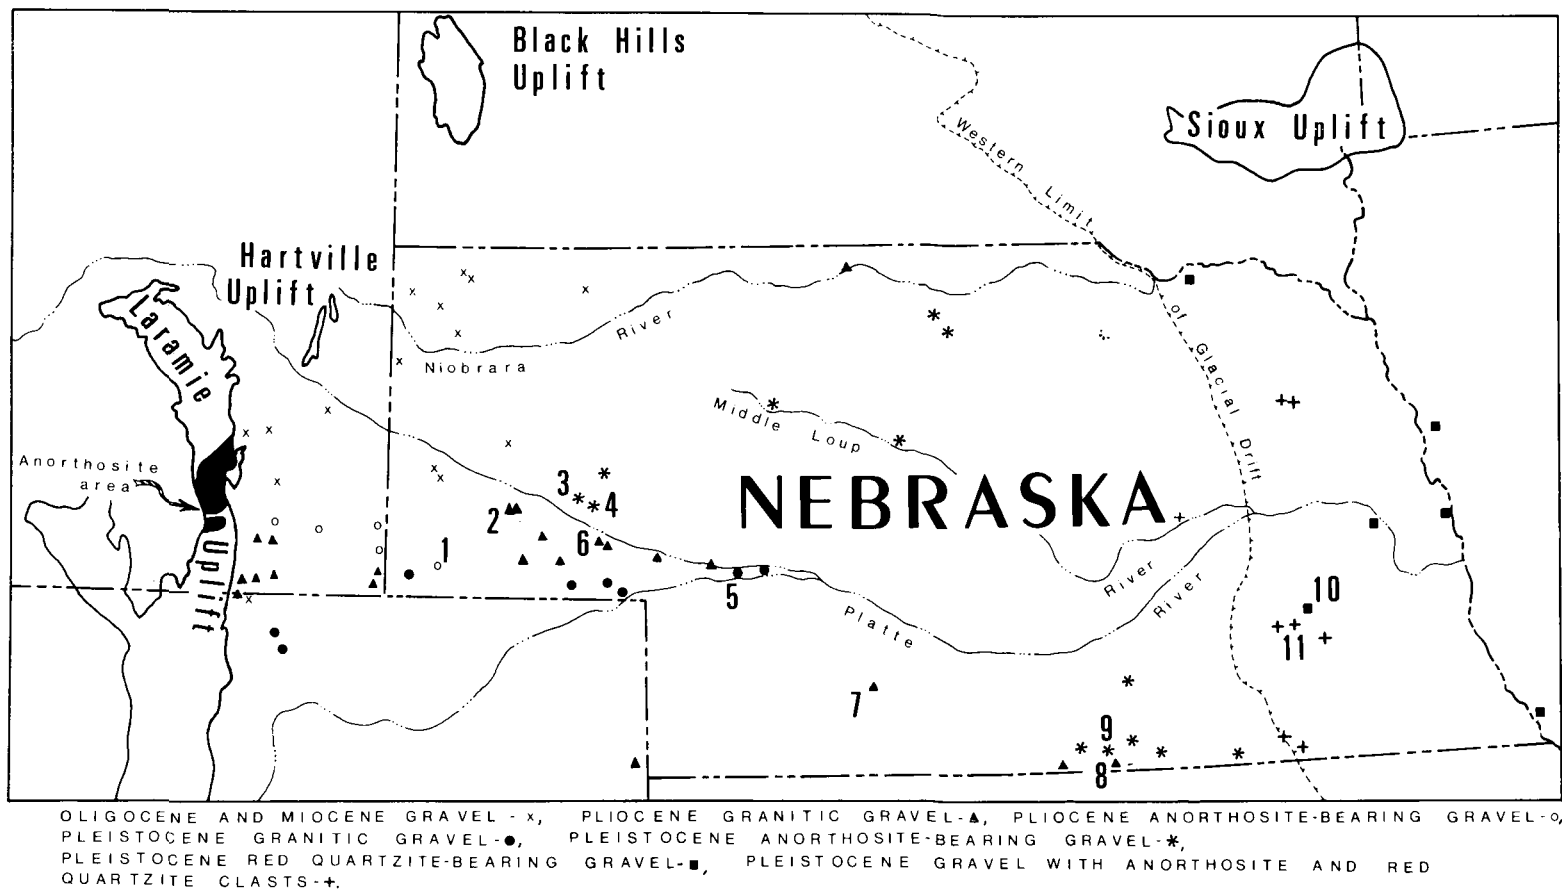 Black Hills
Uplift
Sioux Uplift
Western Limit
of Glacial Drift
Hartville
Uplift
Laramie
Uplift
Anorthosite
area
Niobrara River
Middle Loup
River
NEBRASKA
Platte
River
1
2
3
4
5
6
7
8
9
10
11
OLIGOCENE AND MIOCENE GRAVEL - x, PLIOCENE GRANITIC GRAVEL-▲, PLIOCENE ANORTHOSITE-BEARING GRAVEL-o,
PLEISTOCENE GRANITIC GRAVEL-●, PLEISTOCENE ANORTHOSITE-BEARING GRAVEL-*,
PLEISTOCENE RED QUARTZITE-BEARING GRAVEL-■, PLEISTOCENE GRAVEL WITH ANORTHOSITE AND RED
QUARTZITE CLASTS-+.